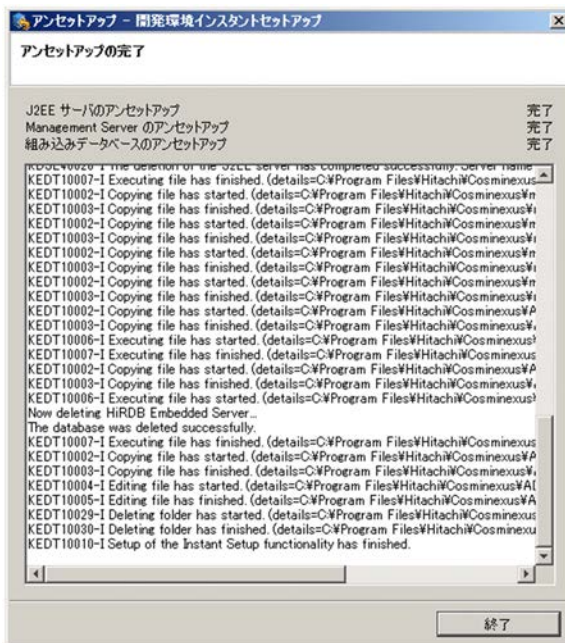 アンセットアップ - 開発環境インスタントセットアップ
アンセットアップの完了
J2EE サーバのアンセットアップ 完了
Management Server のアンセットアップ 完了
組み込みデータベースのアンセットアップ 完了
KEDT10007-I Executing file has finished. (details=C:¥Program Files¥Hitachi¥Cosminexus
KEDT10002-I Copying file has started. (details=C:¥Program Files¥Hitachi¥Cosminexus¥m
KEDT10003-I Copying file has finished. (details=C:¥Program Files¥Hitachi¥Cosminexus¥
KEDT10002-I Copying file has started. (details=C:¥Program Files¥Hitachi¥Cosminexus¥m
KEDT10003-I Copying file has finished. (details=C:¥Program Files¥Hitachi¥Cosminexus¥
KEDT10002-I Copying file has started. (details=C:¥Program Files¥Hitachi¥Cosminexus¥m
KEDT10003-I Copying file has finished. (details=C:¥Program Files¥Hitachi¥Cosminexus¥
KEDT10002-I Copying file has started. (details=C:¥Program Files¥Hitachi¥Cosminexus¥m
KEDT10003-I Copying file has finished. (details=C:¥Program Files¥Hitachi¥Cosminexus¥
KEDT10002-I Copying file has started. (details=C:¥Program Files¥Hitachi¥Cosminexus¥A
KEDT10003-I Copying file has finished. (details=C:¥Program Files¥Hitachi¥Cosminexus¥
KEDT10006-I Executing file has started. (details=C:¥Program Files¥Hitachi¥Cosminexus
KEDT10007-I Executing file has finished. (details=C:¥Program Files¥Hitachi¥Cosminexus
KEDT10002-I Copying file has started. (details=C:¥Program Files¥Hitachi¥Cosminexus¥A
KEDT10003-I Copying file has finished. (details=C:¥Program Files¥Hitachi¥Cosminexus¥
KEDT10006-I Executing file has started. (details=C:¥Program Files¥Hitachi¥Cosminexus
Now deleting HiRDB Embedded Server...
The database was deleted successfully.
KEDT10007-I Executing file has finished. (details=C:¥Program Files¥Hitachi¥Cosminexus
KEDT10002-I Copying file has started. (details=C:¥Program Files¥Hitachi¥Cosminexus¥A
KEDT10003-I Copying file has finished. (details=C:¥Program Files¥Hitachi¥Cosminexus¥
KEDT10004-I Editing file has started. (details=C:¥Program Files¥Hitachi¥Cosminexus¥AD
KEDT10005-I Editing file has finished. (details=C:¥Program Files¥Hitachi¥Cosminexus¥A
KEDT10029-I Deleting folder has started. (details=C:¥Program Files¥Hitachi¥Cosminexus
KEDT10030-I Deleting folder has finished. (details=C:¥Program Files¥Hitachi¥Cosminexu
KEDT10010-I Setup of the Instant Setup functionality has finished.
終了